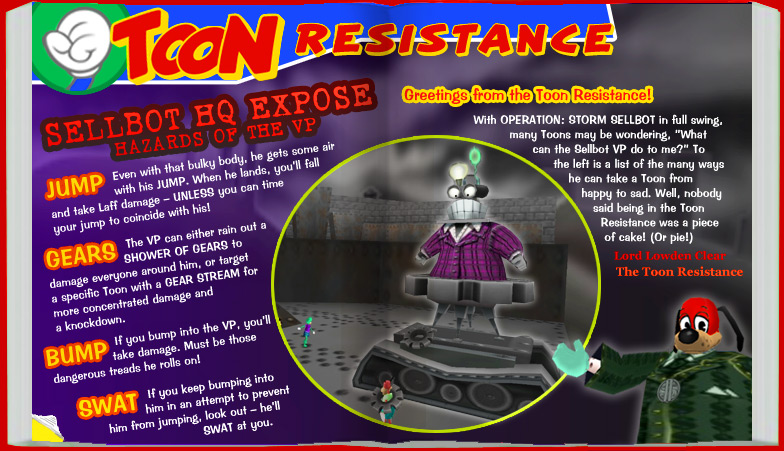 TOON RESISTANCE
SELLBOT HQ EXPOSE
HAZARDS OF THE VP
JUMP Even with that bulky body, he gets some air
with his JUMP. When he lands, you'll fall
and take Laff damage – UNLESS you can time
your jump to coincide with his!
GEARS The VP can either rain out a
SHOWER OF GEARS to
damage everyone around him, or target
a specific Toon with a GEAR STREAM for
more concentrated damage and
a knockdown.
BUMP If you bump into the VP, you'll
take damage. Must be those
dangerous treads he rolls on!
SWAT If you keep bumping into
him in an attempt to prevent
him from jumping, look out – he'll
SWAT at you.
Greetings from the Toon Resistance!
With OPERATION: STORM SELLBOT in full swing,
many Toons may be wondering, "What
can the Sellbot VP do to me?" To
the left is a list of the many ways
he can take a Toon from
happy to sad. Well, nobody
said being in the Toon
Resistance was a piece
of cake! (Or pie!)
Lord Lowden Clear
The Toon Resistance